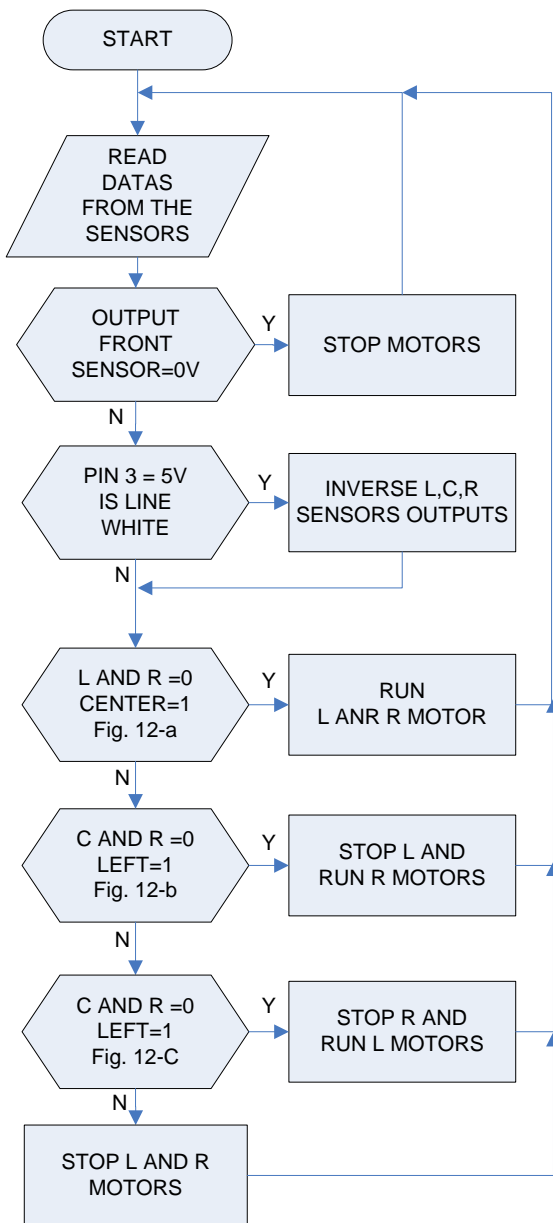 START
READ
DATAS
FROM THE
SENSORS
OUTPUT
FRONT
SENSOR=0V
Y
STOP MOTORS
N
PIN 3 = 5V
IS LINE
WHITE
Y
INVERSE L,C,R
SENSORS OUTPUTS
N
L AND R =0
CENTER=1
Fig. 12-a
Y
RUN
L ANR R MOTOR
N
C AND R =0
LEFT=1
Fig. 12-b
Y
STOP L AND
RUN R MOTORS
N
C AND R =0
LEFT=1
Fig. 12-C
Y
STOP R AND
RUN L MOTORS
N
STOP L AND R
MOTORS